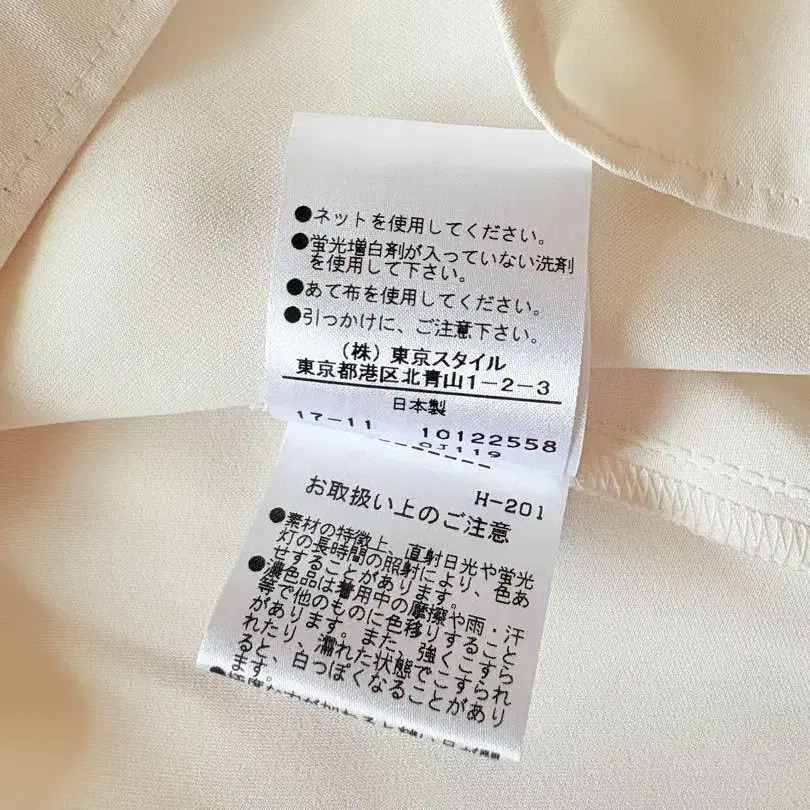 ●ネットを使用してください。
●蛍光増白剤が入っていない洗剤
を使用して下さい。
●あて布を使用してください。
●引っかけに、ご注意下さい。
(株)東京スタイル
東京都港区北青山1-2-3
日本製
17-11 10122558
H-201
お取扱い上のご注意
●素材の特徴上、直射日光や蛍光
灯の長時間の照射により、色あ
せすることがあります。
●濃色品は着用中の摩擦や雨・汗
等で他のものに色移りすること
があります。また、強くこすら
れたり、濡れた状態でこすられ
ると、白っぽくなることがあり
ます。